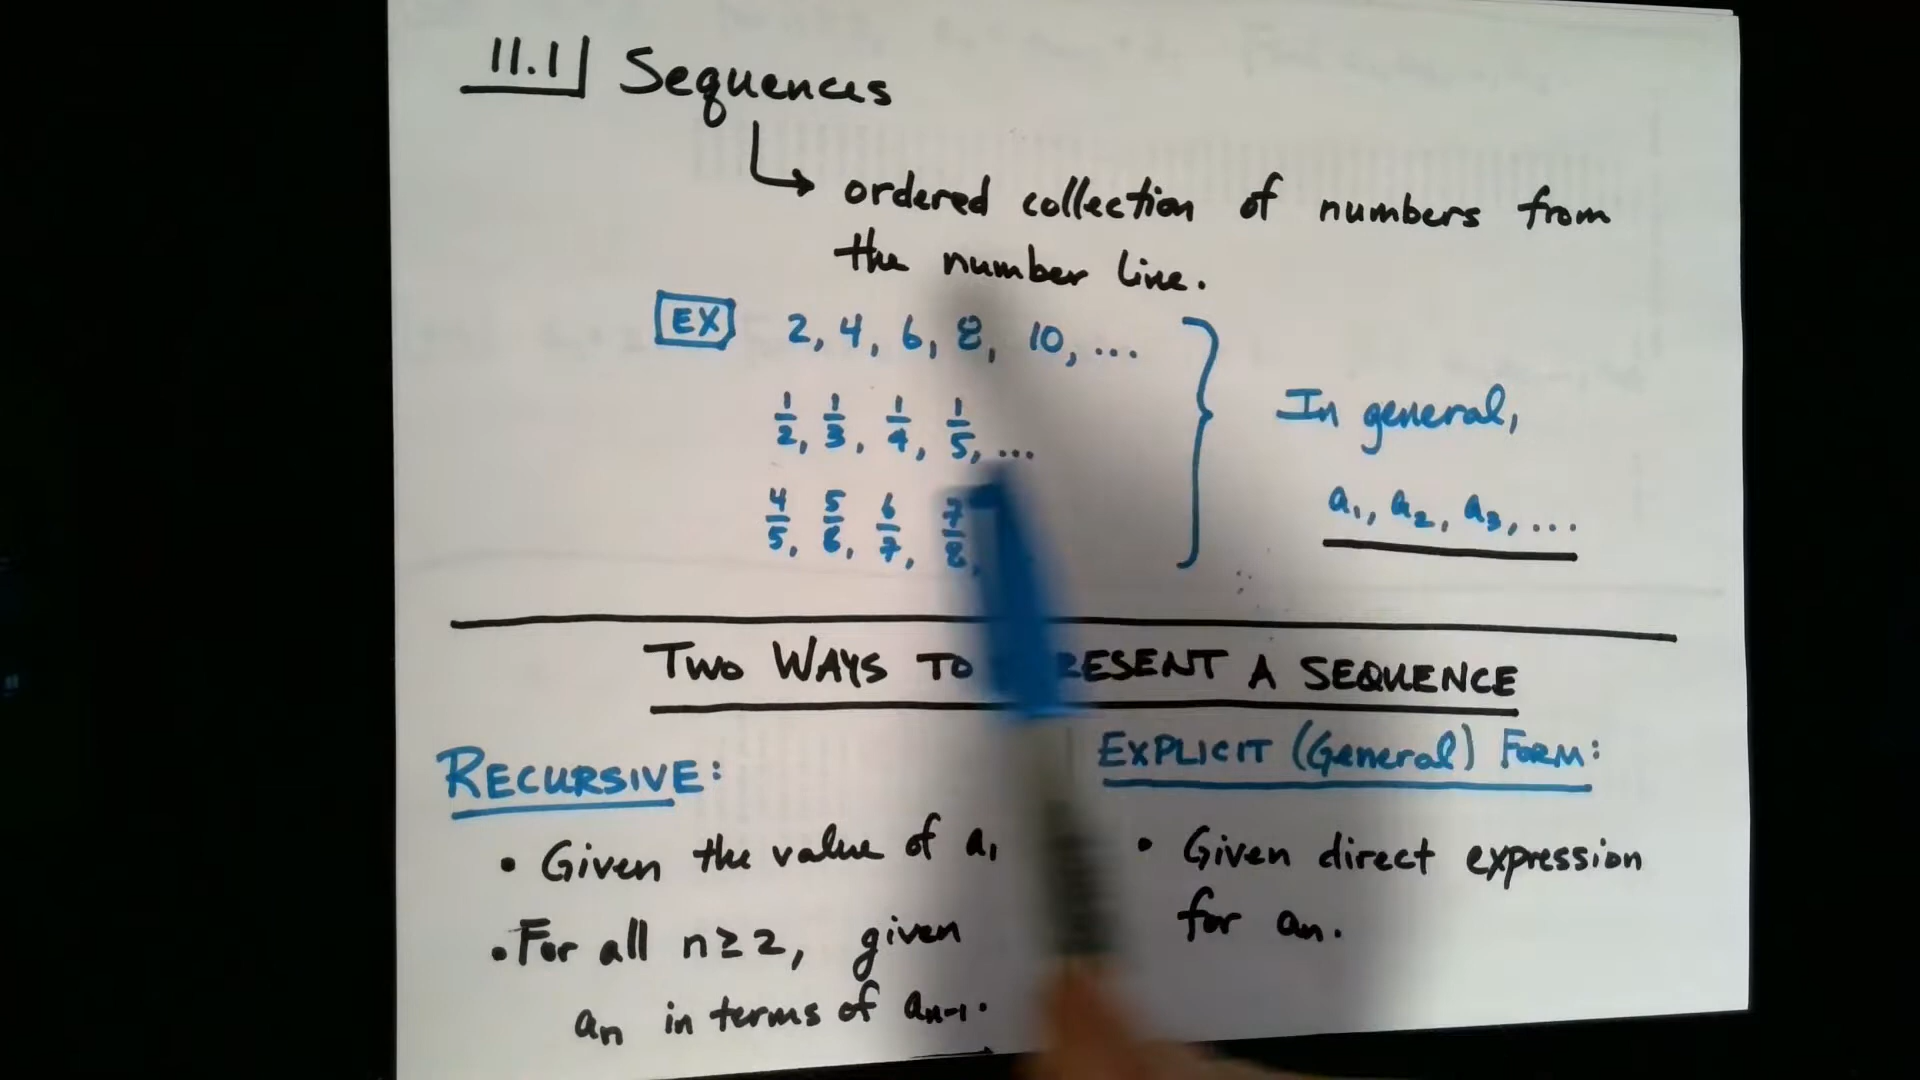 11.1 Sequences
ordered collection of numbers from
the number line.
EX 2, 4, 6, 8, 10, ...
1/2, 1/3, 1/4, 1/5, ...
4/5, 5/6, 6/7, 7/8,
In general,
a₁, a₂, a₃, ...
TWO WAYS TO A SEQUENCE
RECURSIVE:
• Given the value of a₁
• For all n ≥ 2, given
aₙ in terms of aₙ₋₁.
EXPLICIT (General) FORM:
• Given direct expression
for aₙ.